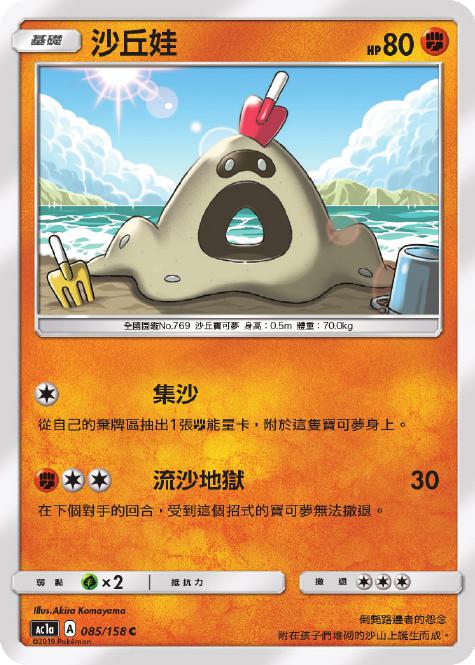 基礎 沙丘娃 HP 80
全國圖鑑No.769 沙丘寶可夢 身高：0.5m 體重：70.0kg
集沙
從自己的棄牌區抽出1張能量卡，附於這隻寶可夢身上。
流沙地獄 30
在下個對手的回合，受到這個招式的寶可夢無法撤退。
弱點 ×2 抵抗力 撤退
Illus.Akira Komayama
AC1a A 085/158 C
©2019 Pokémon
倒斃路邊者的怨念
附在孩子們堆砌的沙山上誕生而成。